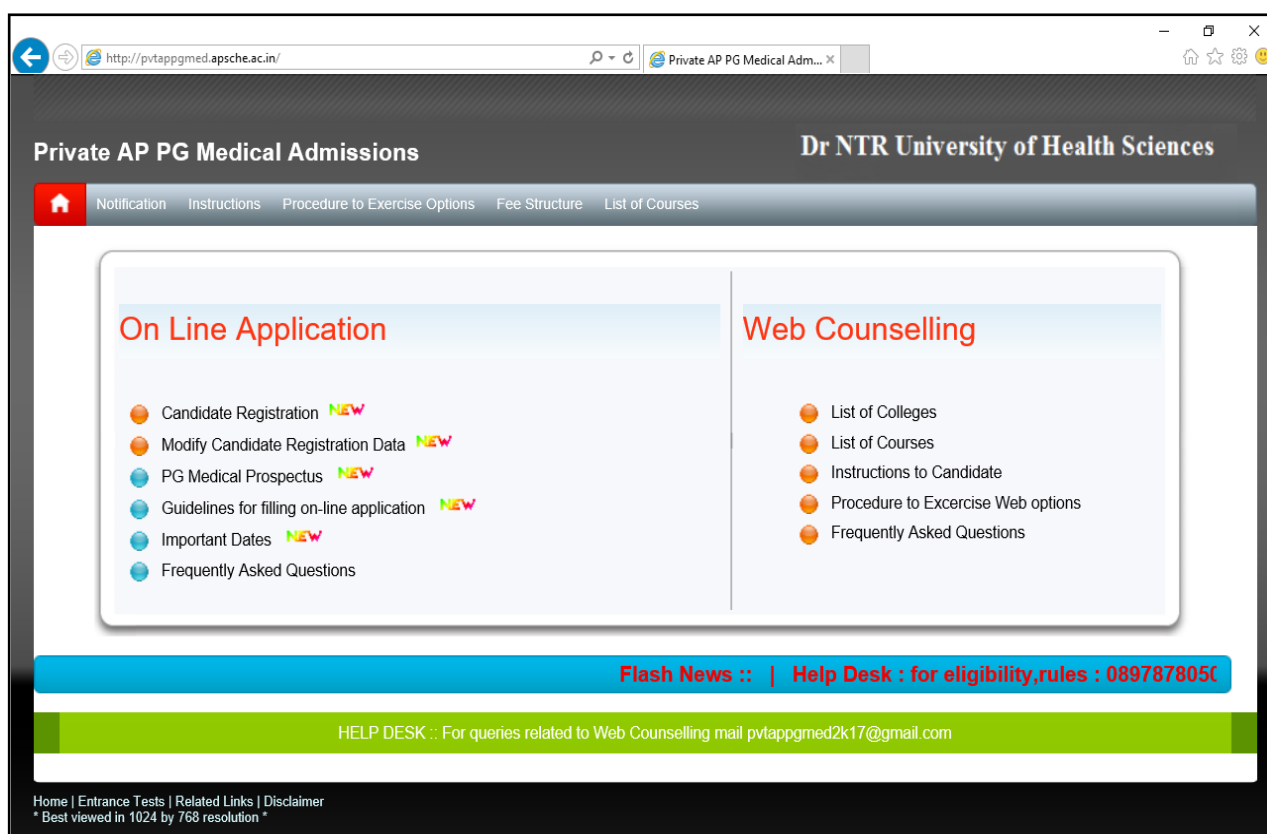 http://pvtappgmed.apsche.ac.in/
Private AP PG Medical Adm...
Private AP PG Medical Admissions
Dr NTR University of Health Sciences
Notification Instructions Procedure to Exercise Options Fee Structure List of Courses
On Line Application
Candidate Registration NEW
Modify Candidate Registration Data NEW
PG Medical Prospectus NEW
Guidelines for filling on-line application NEW
Important Dates NEW
Frequently Asked Questions
Web Counselling
List of Colleges
List of Courses
Instructions to Candidate
Procedure to Excercise Web options
Frequently Asked Questions
Flash News :: | Help Desk : for eligibility,rules :
HELP DESK :: For queries related to Web Counselling mail pvtappgmed2k17@gmail.com
Home | Entrance Tests | Related Links | Disclaimer
* Best viewed in 1024 by 768 resolution *